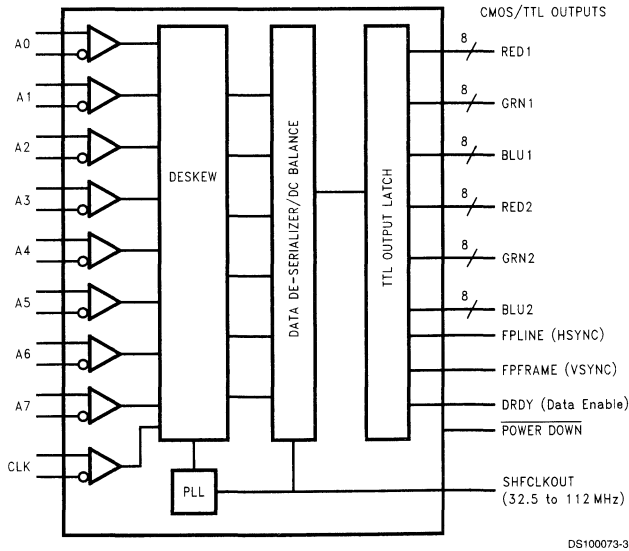 CMOS/TTL OUTPUTS
A0
A1
A2
A3
A4
A5
A6
A7
CLK
DESKEW
PLL
DATA DE-SERIALIZER/DC BALANCE
TTL OUTPUT LATCH
8
RED1
8
GRN1
8
BLU1
8
RED2
8
GRN2
8
BLU2
FPLINE (HSYNC)
FPFRAME (VSYNC)
DRDY (Data Enable)
POWER DOWN
SHFCLKOUT
(32.5 to 112 MHz)
DS100073-3